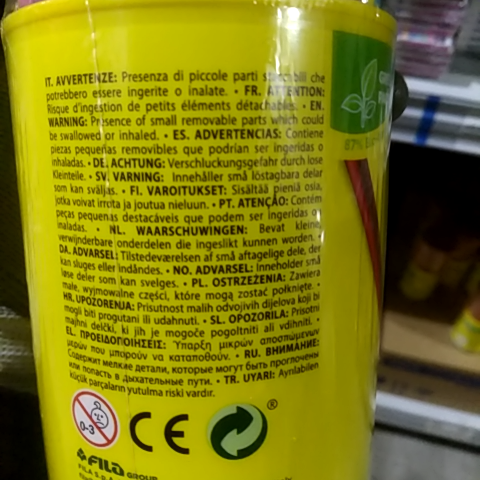 IT. AVVERTENZE: Presenza di piccole parti che
potrebbero essere ingerite o inalate. • FR. ATTENTION:
Risque d'ingestion de petits éléments détachables. • EN.
WARNING: Presence of small removable parts which could
be swallowed or inhaled. • ES. ADVERTENCIAS: Contiene
piezas pequeñas removibles que podrían ser ingeridas o
inhaladas. • DE. ACHTUNG: Verschluckungsgefahr durch lose
Kleinteile. • SV. VARNING: Innehåller små löstagbara delar
som kan sväljas. • FI. VAROITUKSET: Sisältää pieniä osia,
jotka voivat irrota ja joutua nieluun. • PT. ATENÇÃO: Contém
peças pequenas destacáveis que podem ser ingeridas o
inaladas. • NL. WAARSCHUWINGEN: Bevat kleine,
verwijnderbare onderdelen die ingeslikt kunnen worden.
DA. ADVARSEL: Tilstedeværelsen af små aftagelige dele, der
kan sluges eller indåndes. • NO. ADVARSEL: Inneholder små
løse deler som kan svelges. • PL. OSTRZEŻENIA: Zawiera
małe, wyjmowalne części, które mogą zostać połknięte. •
HR. UPOZORENJA: Prisutnost malih odvojivih dijelova koji bi
mogli biti progutani ili udahnuti. • SL. OPOZORILA: Prisotni
majhni delčki, ki jih je mogoče pogoltniti ali vdihniti. •
EL. ΠΡΟΕΙΔΟΠΟΙΗΣΕΙΣ: Ύπαρξη μικρών αποσπώμενων
μερών που μπορούν να καταποθούν. • RU. ВНИМАНИЕ:
Содержит мелкие детали, которые могут быть проглочены
или попасть в дыхательные пути. • TR. UYARI: Ayrılabilen
küçük parçaların yutulma riski vardır.
0-3
CE
®
FILA GROUP
FILA S.p.A.